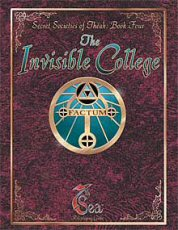 Secret Societies of Théah: Book Four
The
Invisible College
FACTUM
7th
Sea